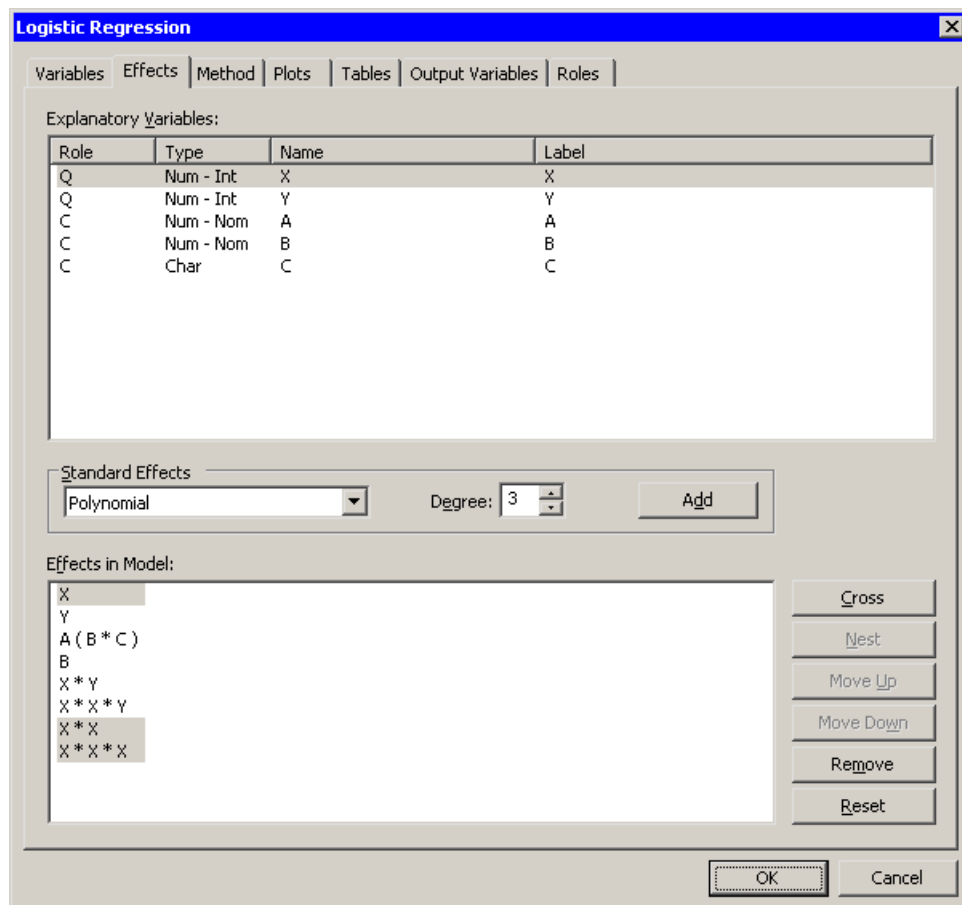 Logistic Regression
Variables Effects Method Plots Tables Output Variables Roles
Explanatory Variables:
Role Type Name Label
Q Num - Int X X
Q Num - Int Y Y
C Num - Nom A A
C Num - Nom B B
C Char C C
Standard Effects
Polynomial Degree: 3 Add
Effects in Model:
X
Y
A ( B * C )
B
X * Y
X * X * Y
X * X
X * X * X
Cross
Nest
Move Up
Move Down
Remove
Reset
OK Cancel